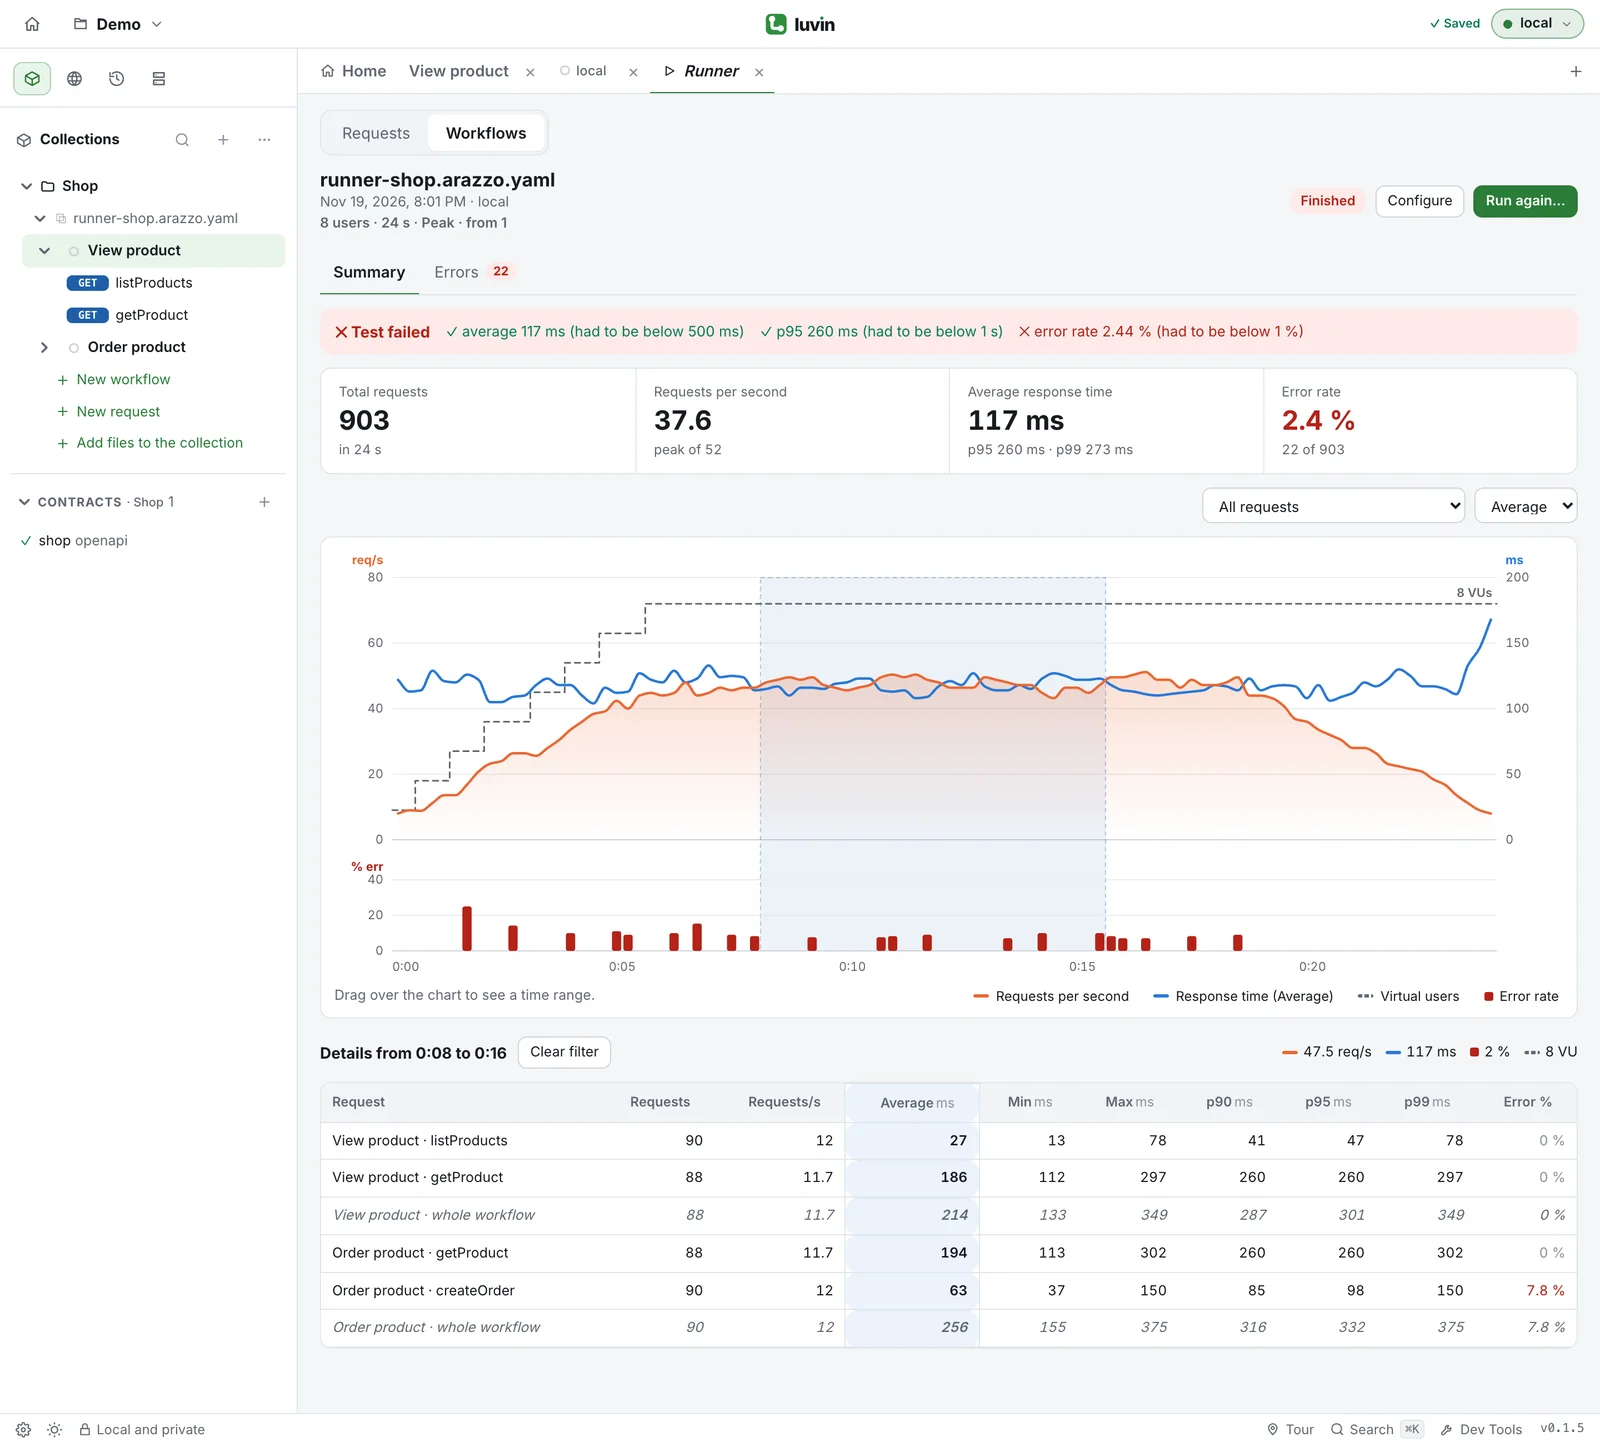 Demo
luvin
Saved
local
Home
View product
local
Runner
Collections
Shop
runner-shop.arazzo.yaml
View product
GET listProducts
GET getProduct
Order product
+ New workflow
+ New request
+ Add files to the collection
CONTRACTS · Shop 1
shop openapi
Requests
Workflows
runner-shop.arazzo.yaml
Nov 19, 2026, 8:01 PM · local
8 users · 24 s · Peak · from 1
Finished
Configure
Run again...
Summary
Errors 22
Test failed average 117 ms (had to be below 500 ms) p95 260 ms (had to be below 1 s) error rate 2.44 % (had to be below 1 %)
Total requests
903
in 24 s
Requests per second
37.6
peak of 52
Average response time
117 ms
p95 260 ms · p99 273 ms
Error rate
2.4 %
22 of 903
All requests
Average
req/s
ms
80
200
8 VUs
60
150
40
100
20
50
0
0
% err
40
20
0
0:00 0:05 0:10 0:15 0:20
Drag over the chart to see a time range.
Requests per second
Response time (Average)
Virtual users
Error rate
Details from 0:08 to 0:16
Clear filter
47.5 req/s
117 ms
2 %
8 VU
Request Requests Requests/s Average ms Min ms Max ms p90 ms p95 ms p99 ms Error %
View product · listProducts 90 12 27 13 78 41 47 78 0 %
View product · getProduct 88 11.7 186 112 297 260 260 297 0 %
View product · whole workflow 88 11.7 214 133 349 287 301 349 0 %
Order product · getProduct 88 11.7 194 113 302 260 260 302 0 %
Order product · createOrder 90 12 63 37 150 85 98 150 7.8 %
Order product · whole workflow 90 12 256 155 375 316 332 375 7.8 %
Local and private
Tour
Search ⌘K
Dev Tools
v0.1.5